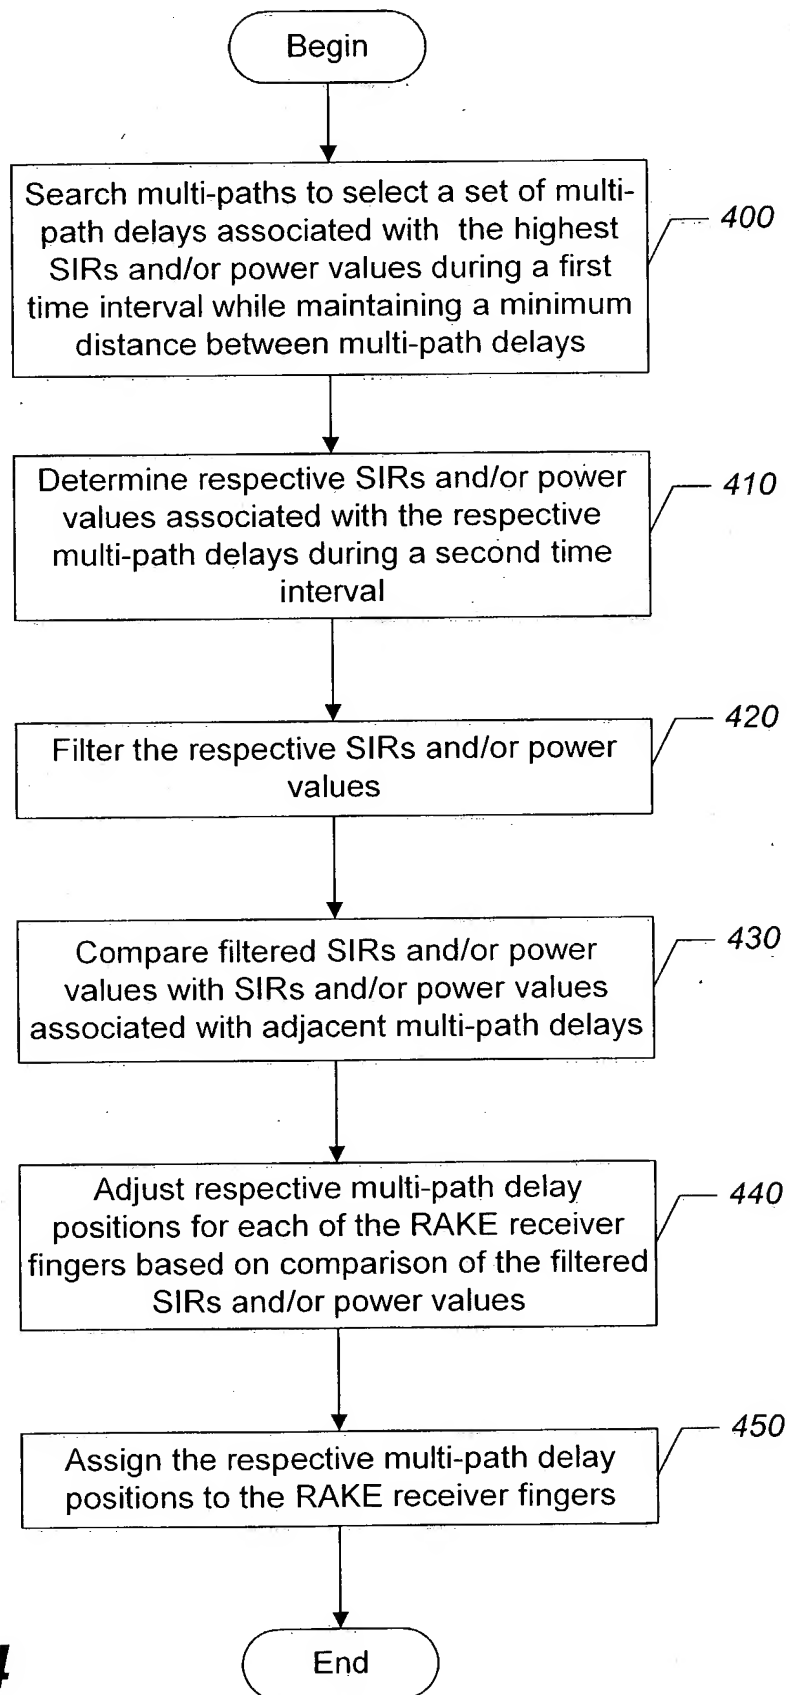 Begin
Search multi-paths to select a set of multi-
path delays associated with the highest
SIRs and/or power values during a first
time interval while maintaining a minimum
distance between multi-path delays
400
Determine respective SIRs and/or power
values associated with the respective
multi-path delays during a second time
interval
410
Filter the respective SIRs and/or power
values
420
Compare filtered SIRs and/or power
values with SIRs and/or power values
associated with adjacent multi-path delays
430
Adjust respective multi-path delay
positions for each of the RAKE receiver
fingers based on comparison of the filtered
SIRs and/or power values
440
Assign the respective multi-path delay
positions to the RAKE receiver fingers
450
End